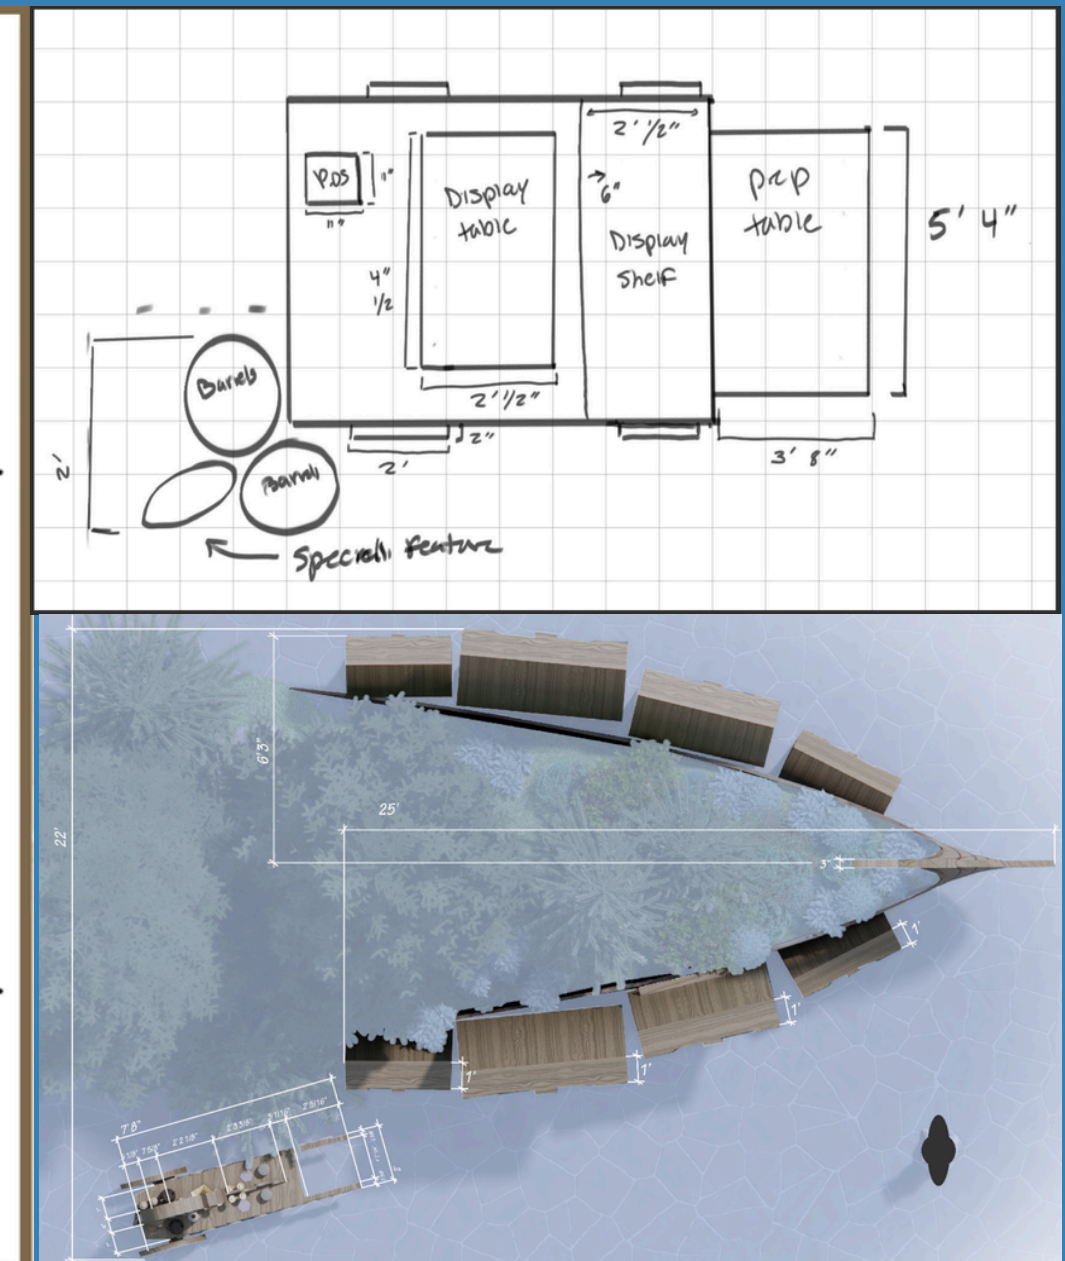 2' 1/2"
POS
11"
11"
Display
table
6"
Display
Shelf
prep
table
5' 4"
4"
1/2
2' 1/2"
2"
2'
3' 8"
Barrels
Barrels
2'
Special Feature
6'3"
25'
22'
3"
1'
1'
1'
1'
7'8"